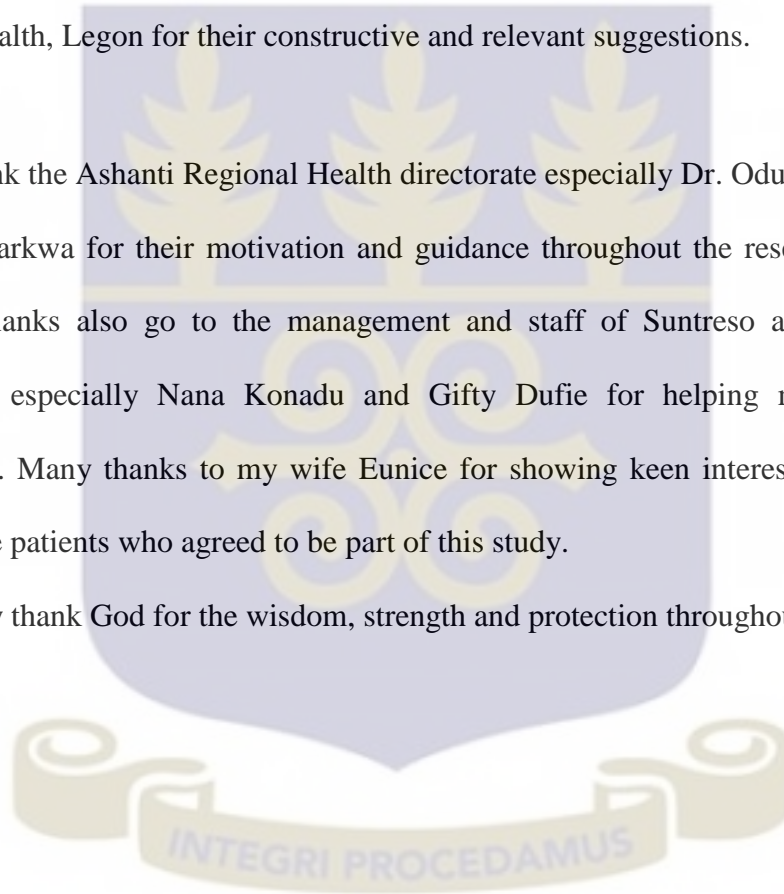 alth, Legon for their constructive and relevant suggestions.
nk the Ashanti Regional Health directorate especially Dr. Odu
arkwa for their motivation and guidance throughout the rese
anks also go to the management and staff of Suntreso a
especially Nana Konadu and Gifty Dufie for helping
. Many thanks to my wife Eunice for showing keen interes
e patients who agreed to be part of this study.
y thank God for the wisdom, strength and protection througho
INTEGRI PROCEDAMUS